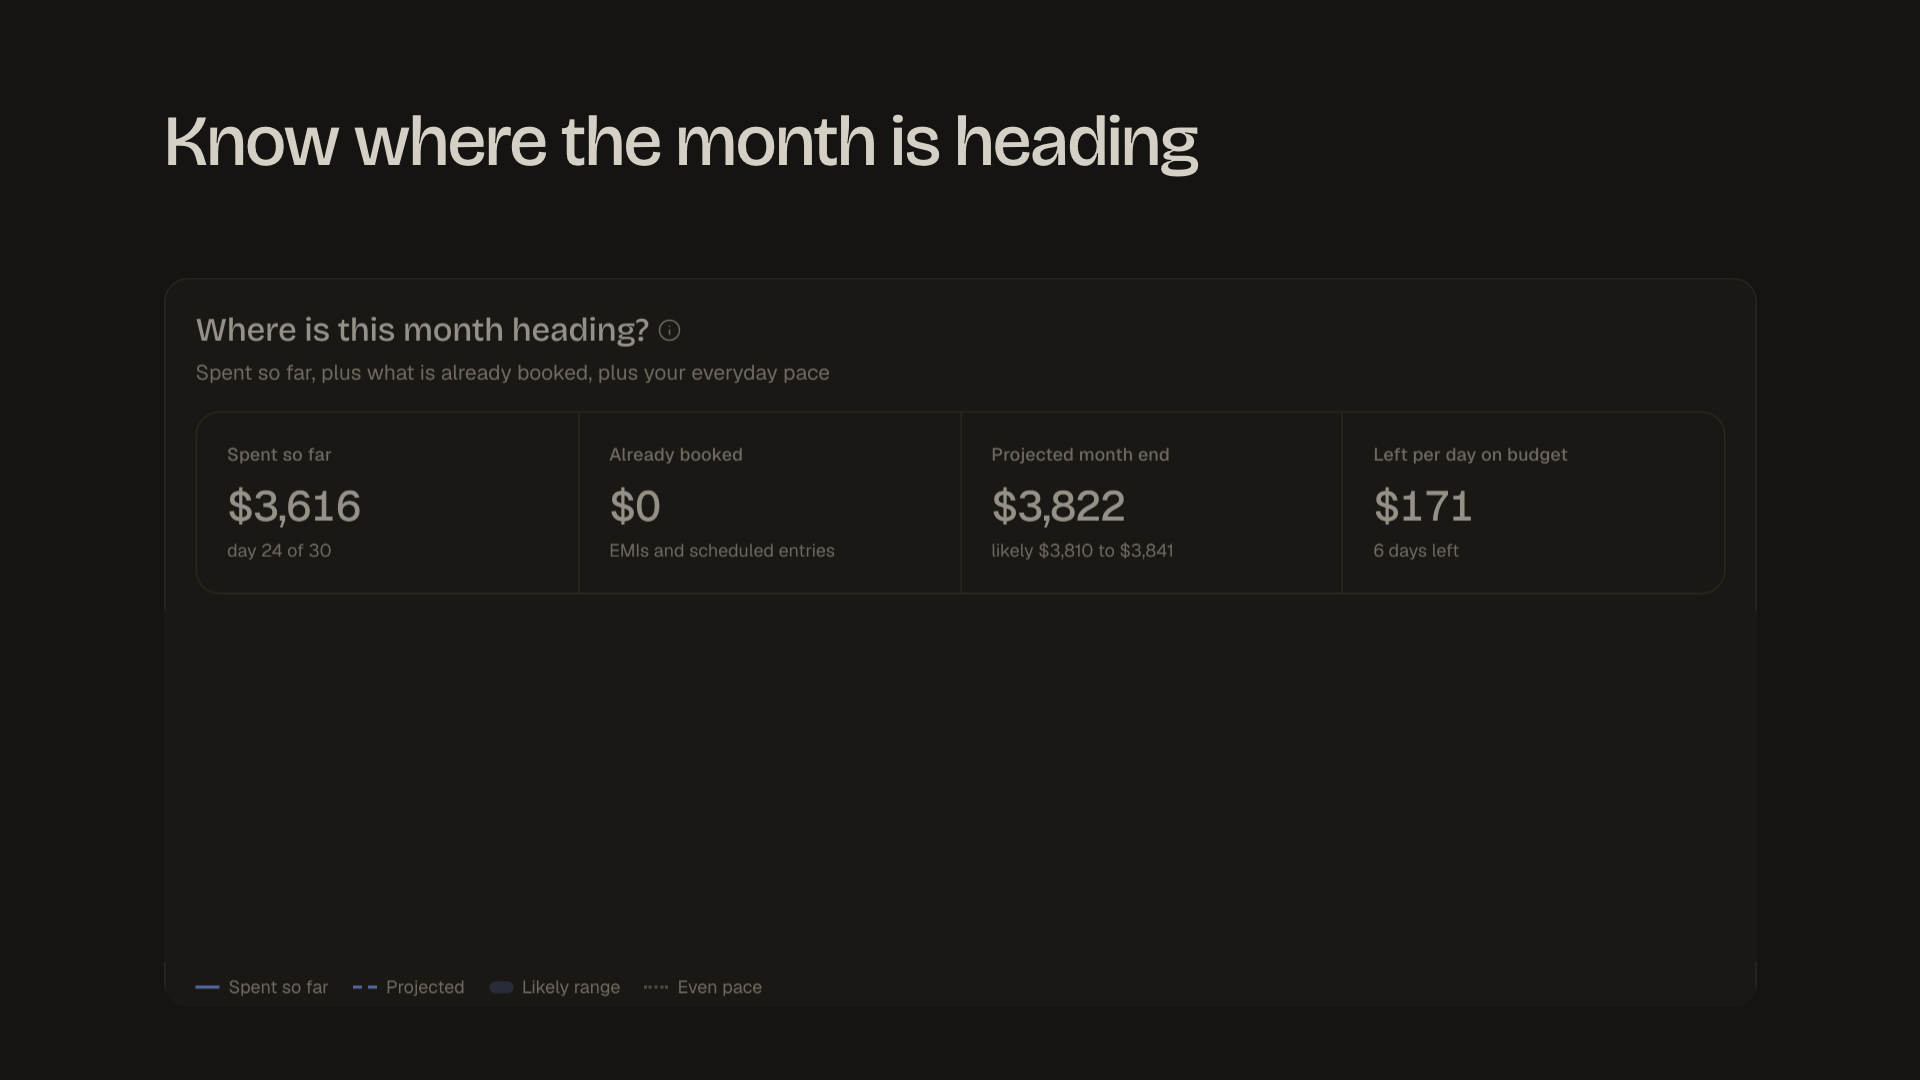 Know where the month is heading
Where is this month heading?
Spent so far, plus what is already booked, plus your everyday pace
Spent so far
$3,616
day 24 of 30
Already booked
$0
EMIs and scheduled entries
Projected month end
$3,822
likely $3,810 to $3,841
Left per day on budget
$171
6 days left
Spent so far
Projected
Likely range
Even pace